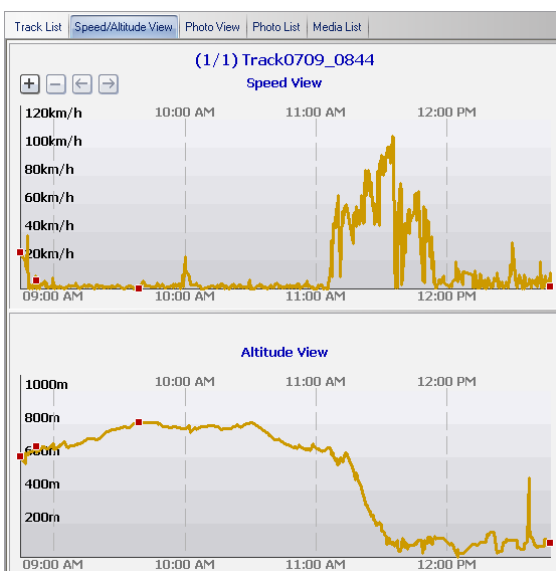 Track List Speed/Altitude View Photo View Photo List Media List
(1/1) Track0709_0844
Speed View
120km/h 10:00 AM 11:00 AM 12:00 PM
100km/h
80km/h
60km/h
40km/h
20km/h
09:00 AM 10:00 AM 11:00 AM 12:00 PM
Altitude View
1000m 10:00 AM 11:00 AM 12:00 PM
800m
600m
400m
200m
09:00 AM 10:00 AM 11:00 AM 12:00 PM